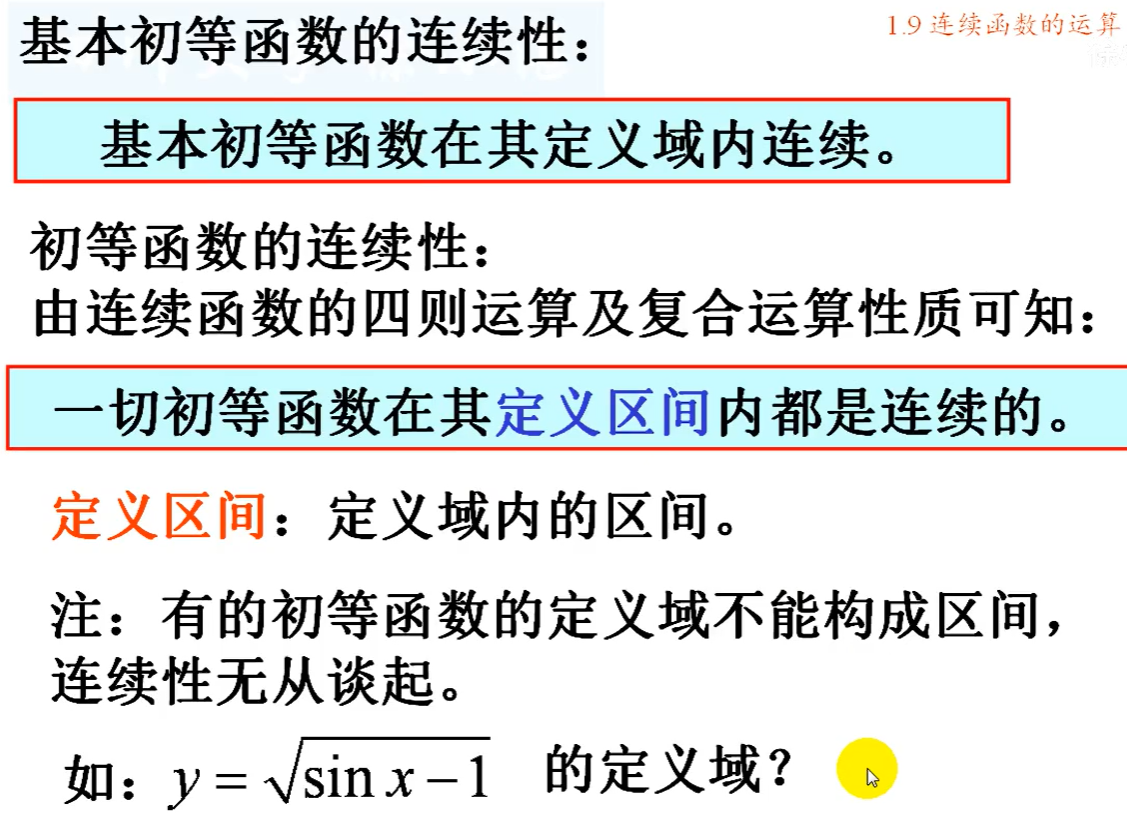 1.9 连续函数的运算
基本初等函数的连续性：
基本初等函数在其定义域内连续。
初等函数的连续性：
由连续函数的四则运算及复合运算性质可知：
一切初等函数在其定义区间内都是连续的。
定义区间：定义域内的区间。
注：有的初等函数的定义域不能构成区间，
连续性无从谈起。
如：y = √(sin x − 1) 的定义域？